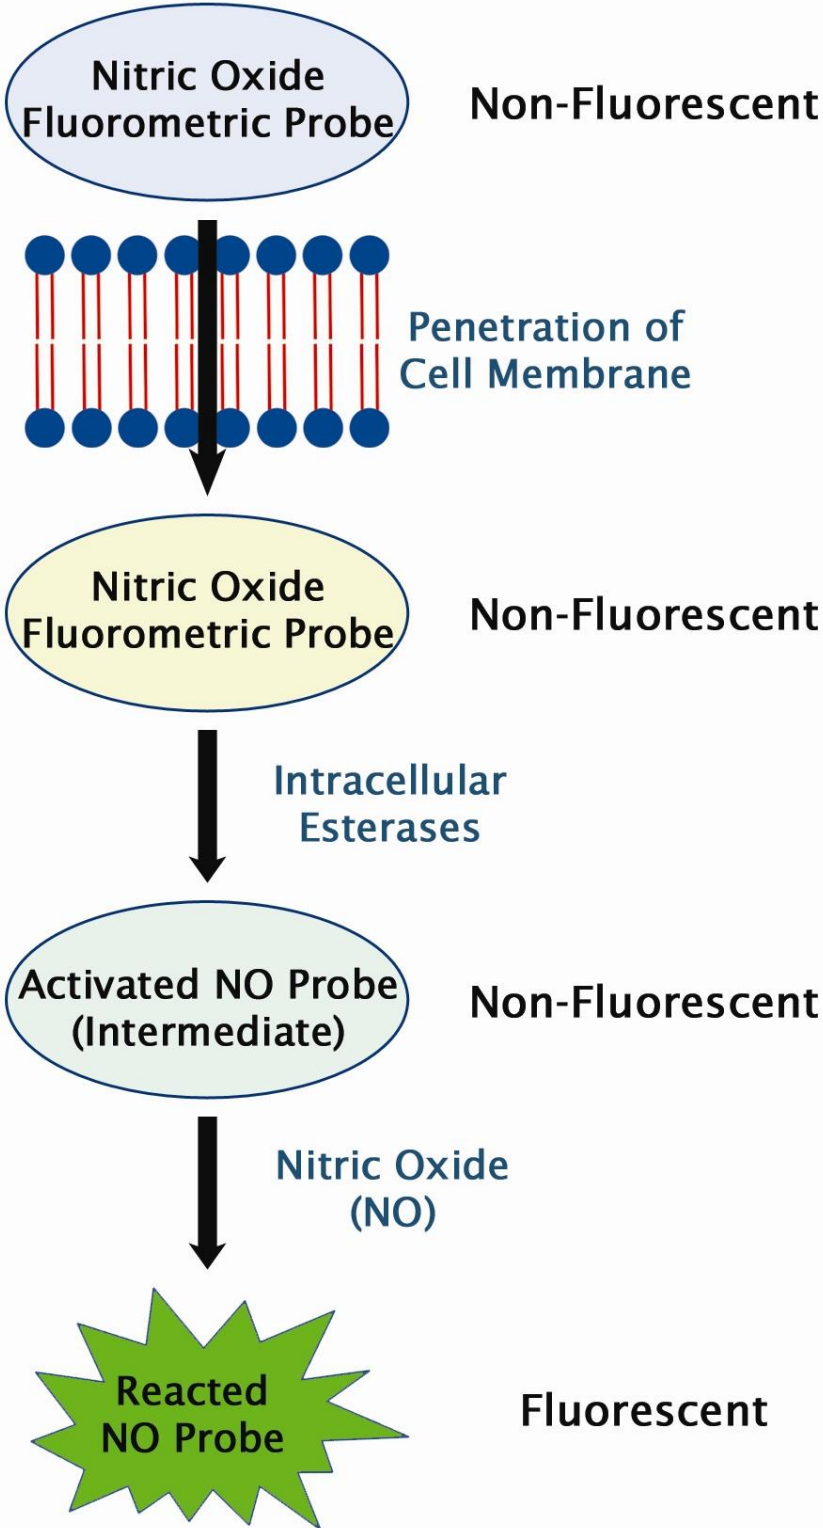 Nitric Oxide
Fluorometric Probe
Non-Fluorescent
Penetration of
Cell Membrane
Nitric Oxide
Fluorometric Probe
Non-Fluorescent
Intracellular
Esterases
Activated NO Probe
(Intermediate)
Non-Fluorescent
Nitric Oxide
(NO)
Reacted
NO Probe
Fluorescent